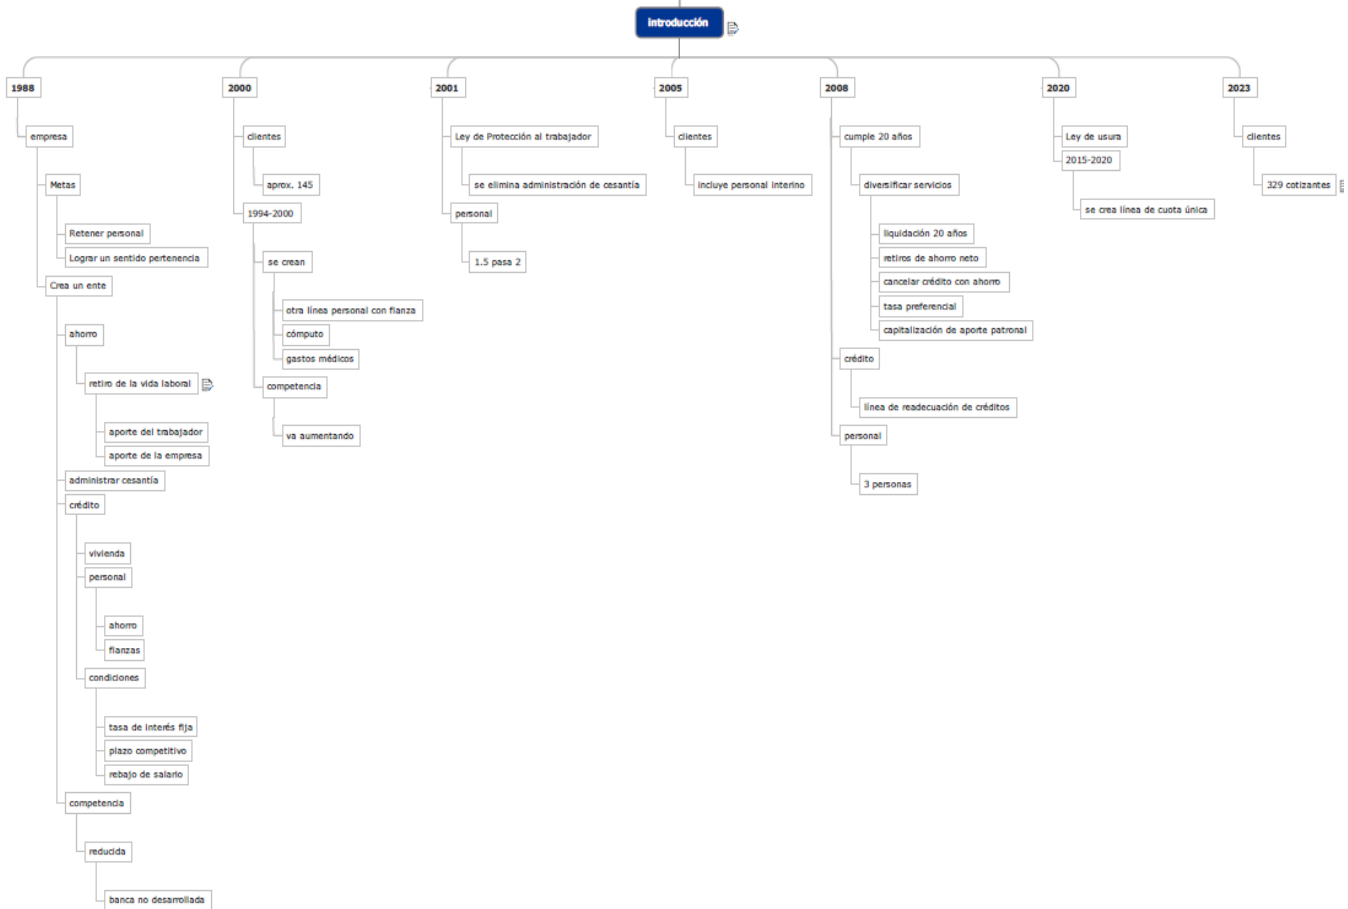 introducción
1988
empresa
Metas
Retener personal
Lograr un sentido pertenencia
Crea un ente
ahorro
retiro de la vida laboral
aporte del trabajador
aporte de la empresa
administrar cesantía
crédito
vivienda
personal
ahorro
fianzas
condiciones
tasa de interés fija
plazo competitivo
rebajo de salario
competencia
reducida
banca no desarrollada
2000
clientes
aprox. 145
1994-2000
se crean
otra línea personal con fianza
cómputo
gastos médicos
competencia
va aumentando
2001
Ley de Protección al trabajador
se elimina administración de cesantía
personal
1.5 pasa 2
2005
clientes
incluye personal interino
2008
cumple 20 años
diversificar servicios
liquidación 20 años
retiros de ahorro neto
cancelar crédito con ahorro
tasa preferencial
capitalización de aporte patronal
crédito
línea de readecuación de créditos
personal
3 personas
2020
Ley de usura
2015-2020
se crea línea de cuota única
2023
clientes
329 cotizantes